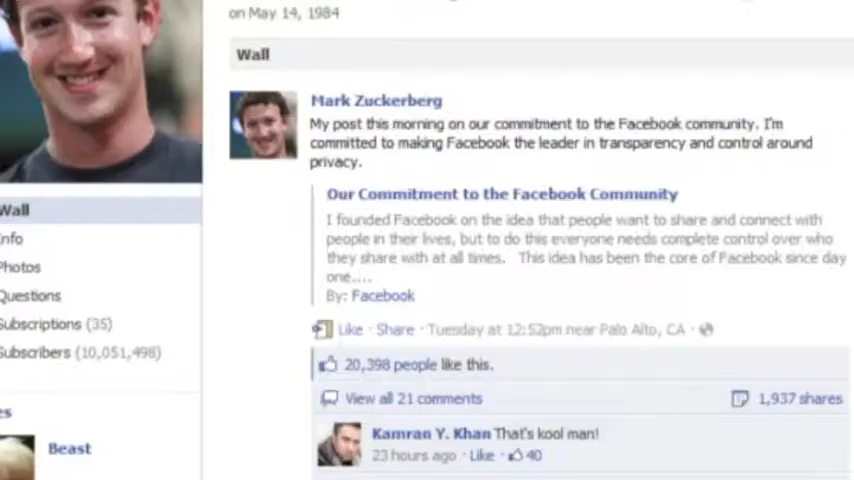 on May 14, 1984
Wall
Mark Zuckerberg
My post this morning on our commitment to the Facebook community. I'm
committed to making Facebook the leader in transparency and control around
privacy.
Our Commitment to the Facebook Community
I founded Facebook on the idea that people want to share and connect with
people in their lives, but to do this everyone needs complete control over who
they share with at all times. This idea has been the core of Facebook since day
one....
By: Facebook
Like · Share · Tuesday at 12:52pm near Palo Alto, CA ·
20,398 people like this.
View all 21 comments
1,937 shares
Kamran Y. Khan That's kool man!
23 hours ago · Like · 40
Wall
Info
Photos
Questions
Subscriptions (35)
Subscribers (10,051,498)
es
Beast